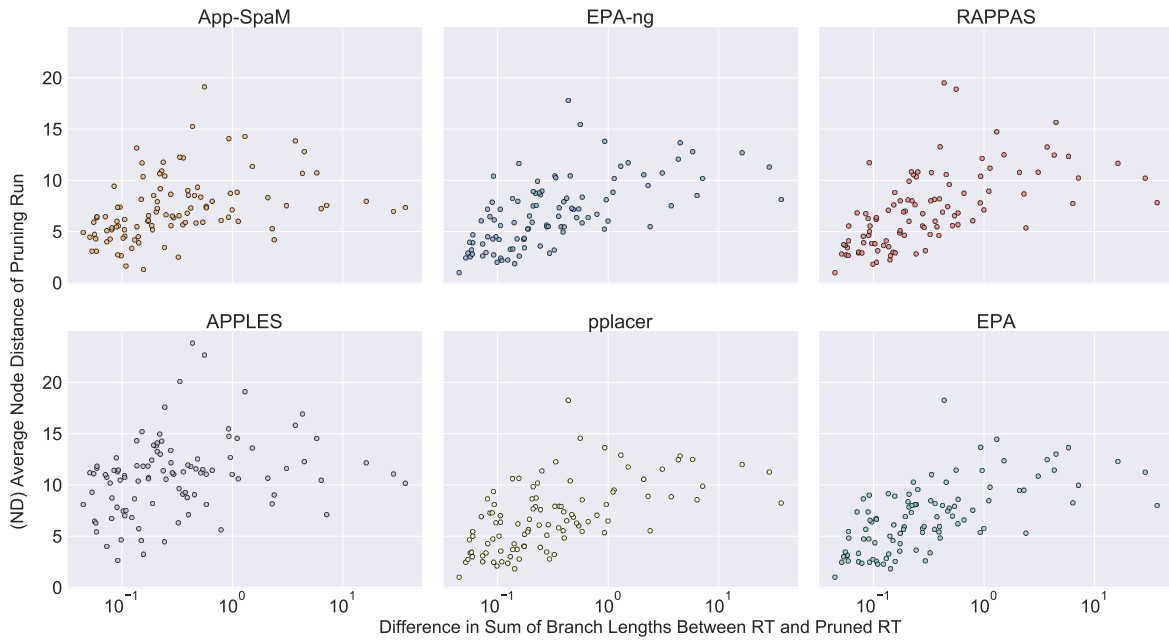 App-SpaM EPA-ng RAPPAS
20
15
10
5
0
APPLES pplacer EPA
20
15
10
5
0
10⁻¹ 10⁰ 10¹ 10⁻¹ 10⁰ 10¹ 10⁻¹ 10⁰ 10¹
(ND) Average Node Distance of Pruning Run
Difference in Sum of Branch Lengths Between RT and Pruned RT